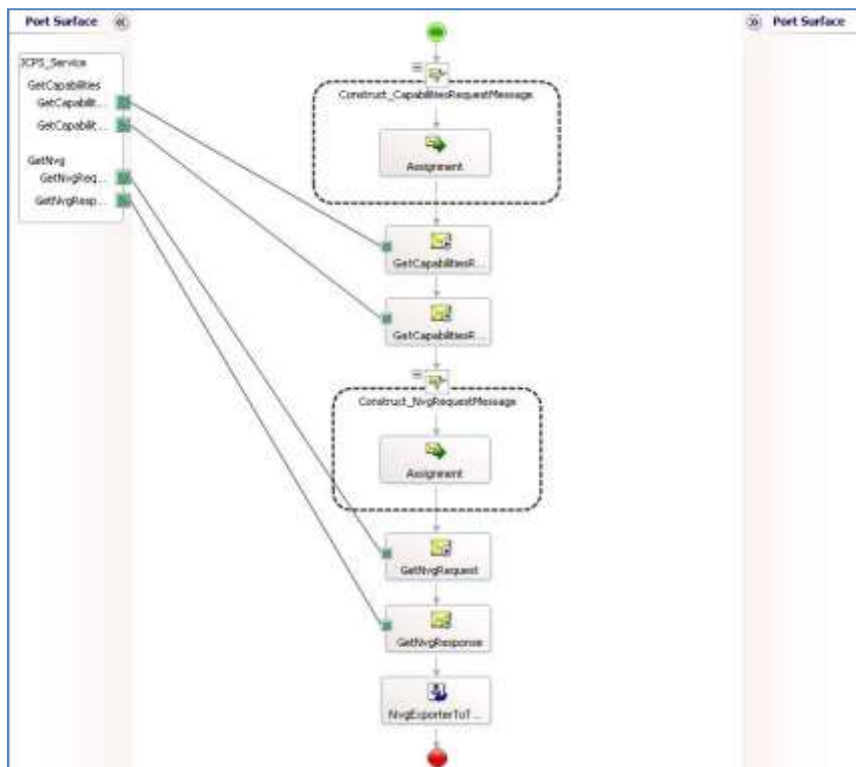 Port Surface
Port Surface
JCPS_Service
GetCapabilities
GetCapabilit...
GetCapabilit...
GetNvg
GetNvgReq...
GetNvgResp...
Construct_CapabilitiesRequestMessage
Assignment
GetCapabilitiesR...
GetCapabilitiesR...
Construct_NvgRequestMessage
Assignment
GetNvgRequest
GetNvgResponse
NvgExporterToT...